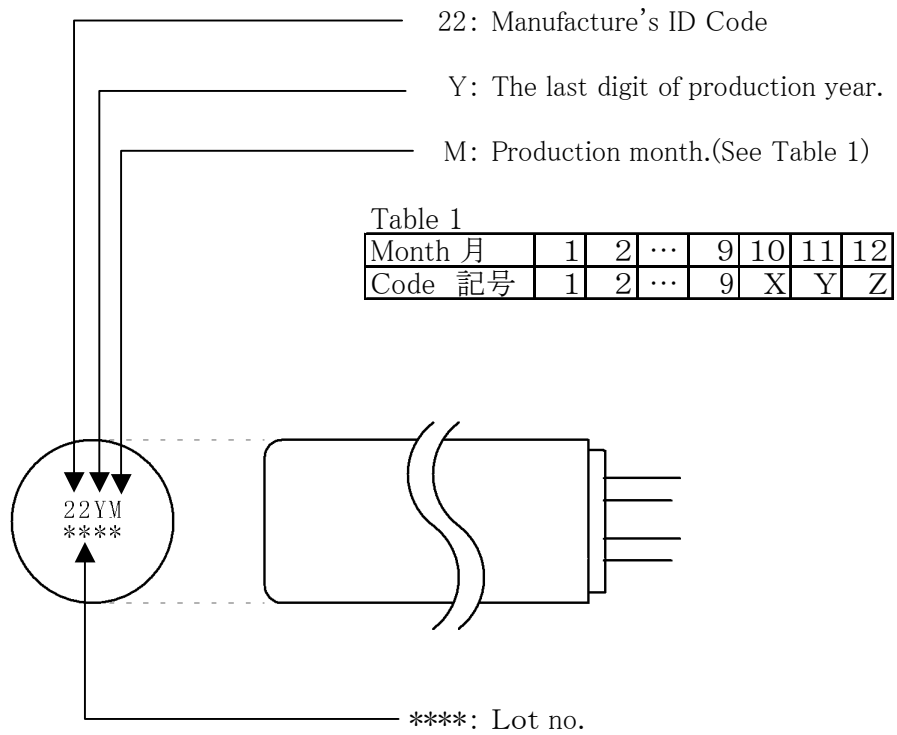 22: Manufacture’s ID Code
Y: The last digit of production year.
M: Production month.(See Table 1)
Table 1
Month 月 1 2 … 9 10 11 12
Code 記号 1 2 … 9 X Y Z
22YM
****
****: Lot no.